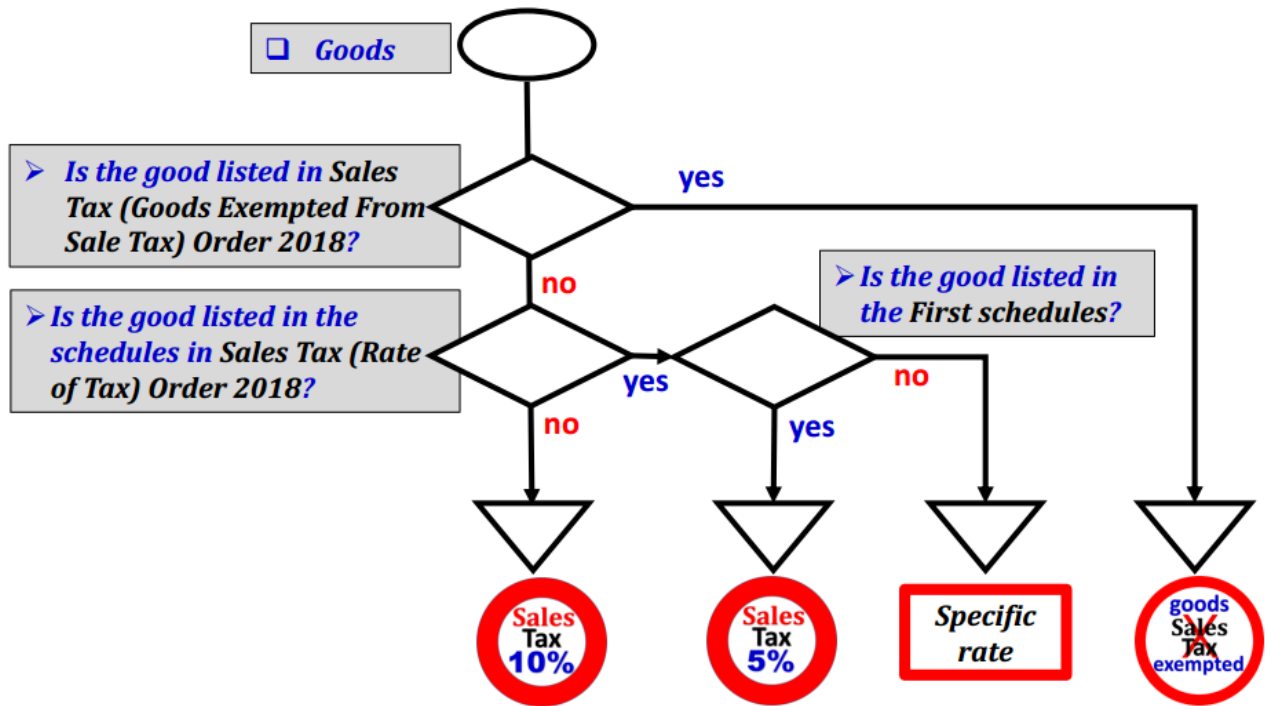 ❑ Goods
➢ Is the good listed in Sales
Tax (Goods Exempted From
Sale Tax) Order 2018?
yes
no
➢ Is the good listed in
the First schedules?
➢ Is the good listed in the
schedules in Sales Tax (Rate
of Tax) Order 2018?
yes
no
no
yes
Sales
Tax
10%
Sales
Tax
5%
Specific
rate
goods
Sales
Tax
exempted